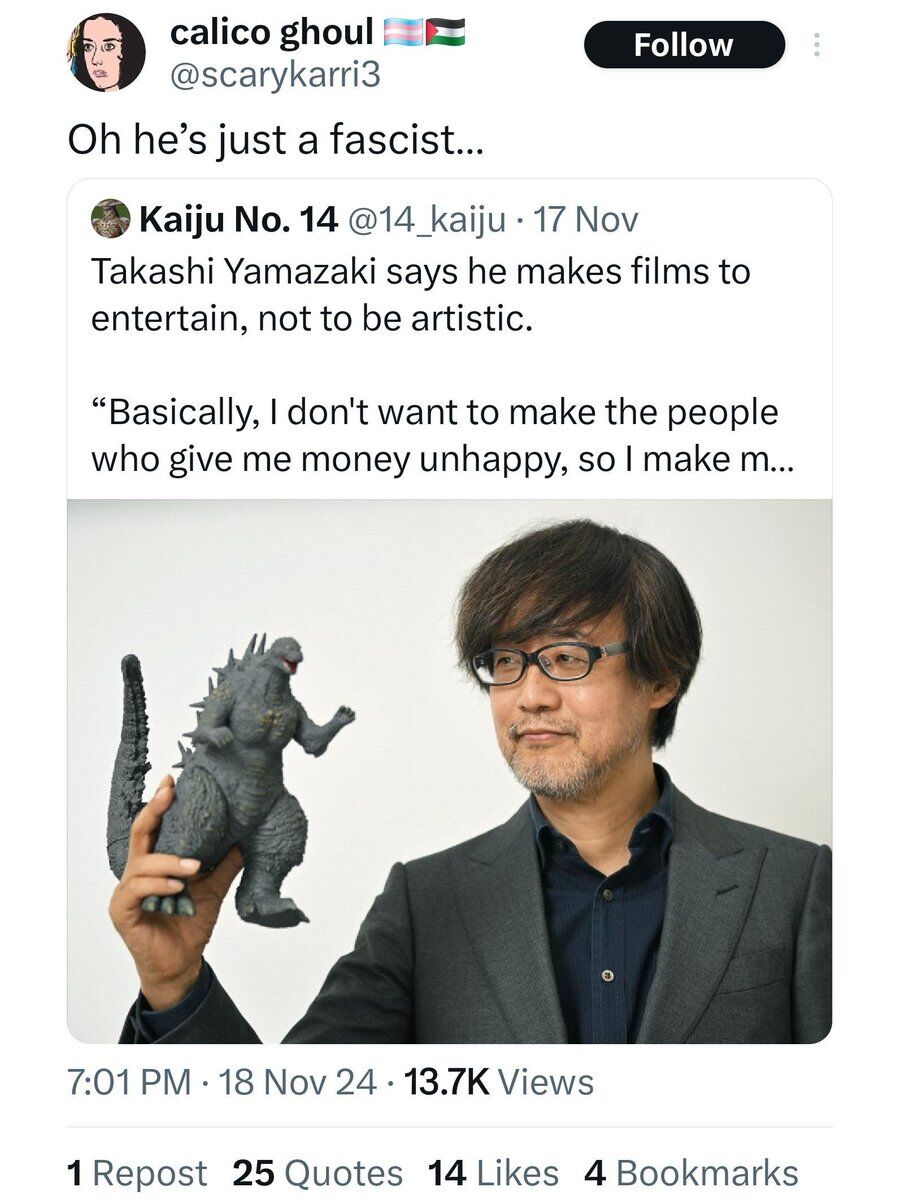 calico ghoul 🏳️‍⚧️🇵🇸
Follow
@scarykarri3
Oh he’s just a fascist...
Kaiju No. 14 @14_kaiju · 17 Nov
Takashi Yamazaki says he makes films to
entertain, not to be artistic.
“Basically, I don't want to make the people
who give me money unhappy, so I make m...
7:01 PM · 18 Nov 24 · 13.7K Views
1 Repost 25 Quotes 14 Likes 4 Bookmarks